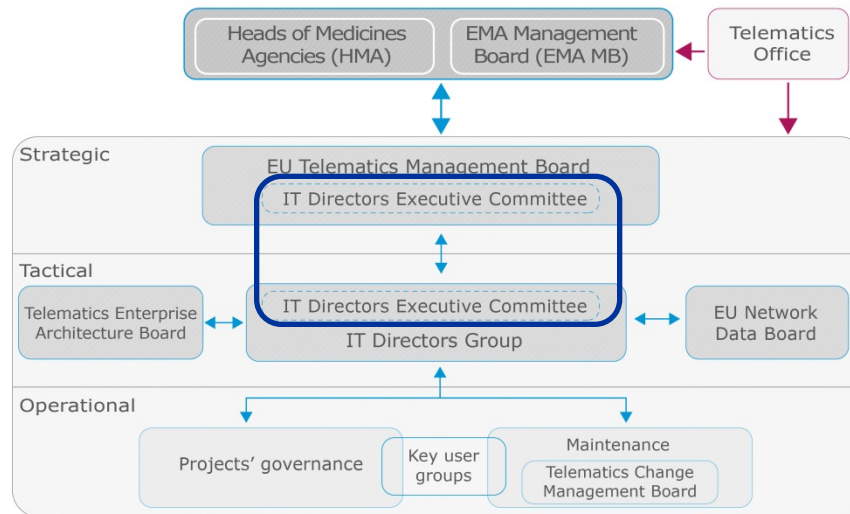 Heads of Medicines
Agencies (HMA)
EMA Management
Board (EMA MB)
Telematics
Office
Strategic
EU Telematics Management Board
IT Directors Executive Committee
Tactical
Telematics Enterprise
Architecture Board
IT Directors Executive Committee
IT Directors Group
EU Network
Data Board
Operational
Projects’ governance
Key user
groups
Maintenance
Telematics Change
Management Board